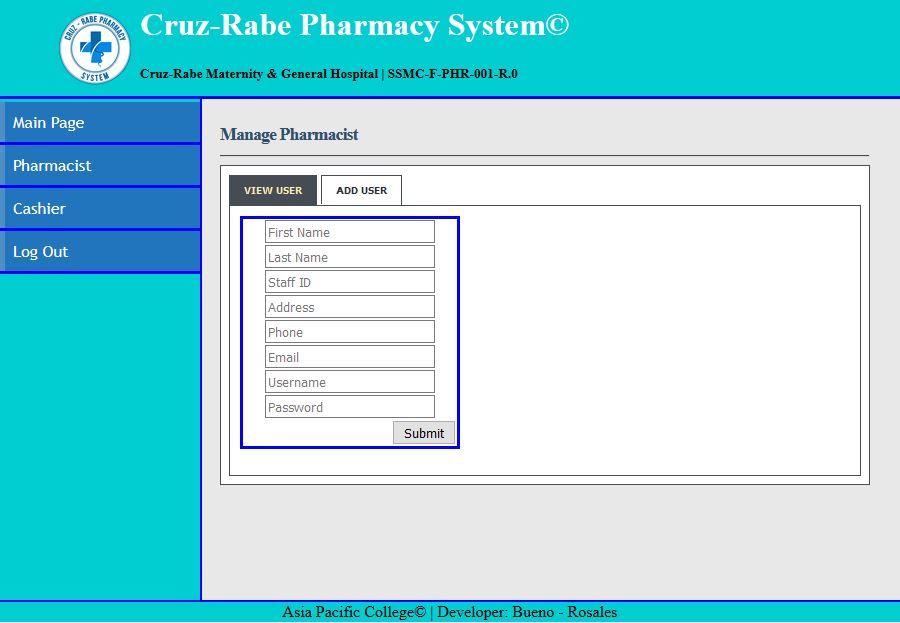 CRUZ - RABE PHARMACY
SYSTEM
Cruz-Rabe Pharmacy System©
Cruz-Rabe Maternity & General Hospital | SSMC-F-PHR-001-R.0
Main Page
Pharmacist
Cashier
Log Out
Manage Pharmacist
VIEW USER
ADD USER
First Name
Last Name
Staff ID
Address
Phone
Email
Username
Password
Submit
Asia Pacific College© | Developer: Bueno - Rosales